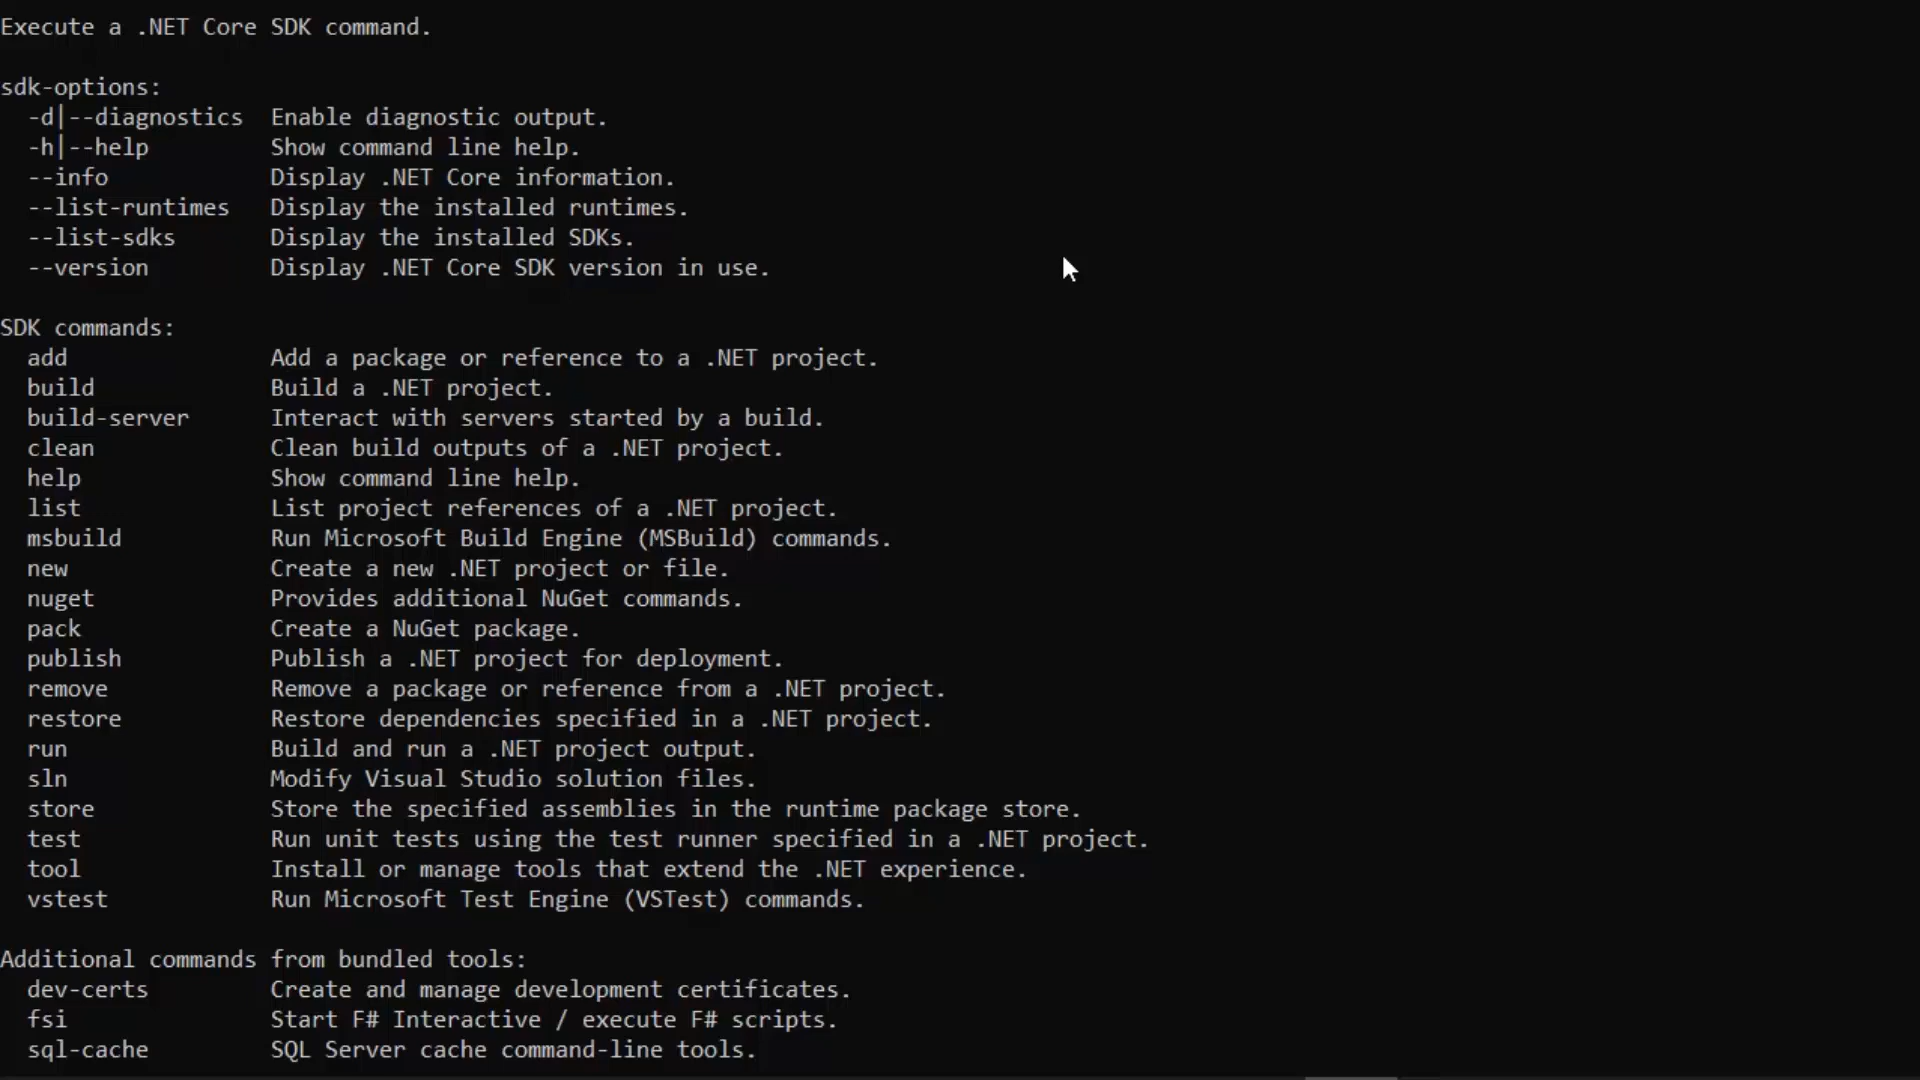 Execute a .NET Core SDK command.
sdk-options:
-d|--diagnostics  Enable diagnostic output.
-h|--help         Show command line help.
--info            Display .NET Core information.
--list-runtimes   Display the installed runtimes.
--list-sdks       Display the installed SDKs.
--version         Display .NET Core SDK version in use.
SDK commands:
add               Add a package or reference to a .NET project.
build             Build a .NET project.
build-server      Interact with servers started by a build.
clean             Clean build outputs of a .NET project.
help              Show command line help.
list              List project references of a .NET project.
msbuild           Run Microsoft Build Engine (MSBuild) commands.
new               Create a new .NET project or file.
nuget             Provides additional NuGet commands.
pack              Create a NuGet package.
publish           Publish a .NET project for deployment.
remove            Remove a package or reference from a .NET project.
restore           Restore dependencies specified in a .NET project.
run               Build and run a .NET project output.
sln               Modify Visual Studio solution files.
store             Store the specified assemblies in the runtime package store.
test              Run unit tests using the test runner specified in a .NET project.
tool              Install or manage tools that extend the .NET experience.
vstest            Run Microsoft Test Engine (VSTest) commands.
Additional commands from bundled tools:
dev-certs         Create and manage development certificates.
fsi               Start F# Interactive / execute F# scripts.
sql-cache         SQL Server cache command-line tools.